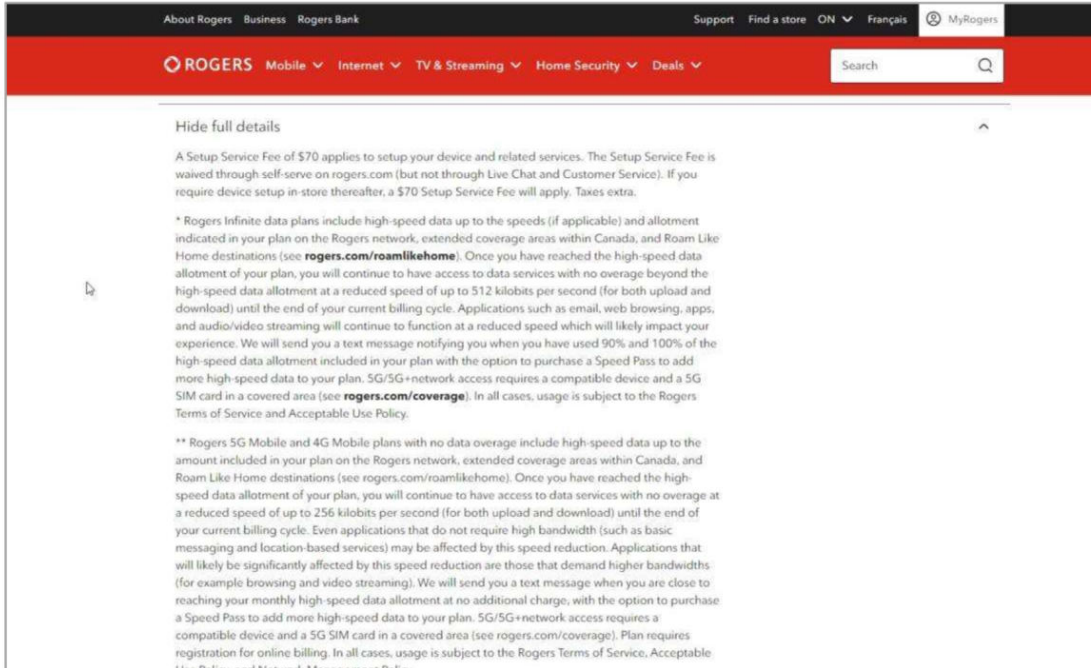 About Rogers Business Rogers Bank Support Find a store ON Français MyRogers
ROGERS Mobile Internet TV & Streaming Home Security Deals Search
Hide full details
A Setup Service Fee of $70 applies to setup your device and related services. The Setup Service Fee is
waived through self-serve on rogers.com (but not through Live Chat and Customer Service). If you
require device setup in-store thereafter, a $70 Setup Service Fee will apply. Taxes extra.
* Rogers Infinite data plans include high-speed data up to the speeds (if applicable) and allotment
indicated in your plan on the Rogers network, extended coverage areas within Canada, and Roam Like
Home destinations (see rogers.com/roamlikehome). Once you have reached the high-speed data
allotment of your plan, you will continue to have access to data services with no overage beyond the
high-speed data allotment at a reduced speed of up to 512 kilobits per second (for both upload and
download) until the end of your current billing cycle. Applications such as email, web browsing, apps,
and audio/video streaming will continue to function at a reduced speed which will likely impact your
experience. We will send you a text message notifying you when you have used 90% and 100% of the
high-speed data allotment included in your plan with the option to purchase a Speed Pass to add
more high-speed data to your plan. 5G/5G+network access requires a compatible device and a 5G
SIM card in a covered area (see rogers.com/coverage). In all cases, usage is subject to the Rogers
Terms of Service and Acceptable Use Policy.
** Rogers 5G Mobile and 4G Mobile plans with no data overage include high-speed data up to the
amount included in your plan on the Rogers network, extended coverage areas within Canada, and
Roam Like Home destinations (see rogers.com/roamlikehome). Once you have reached the high-
speed data allotment of your plan, you will continue to have access to data services with no overage at
a reduced speed of up to 256 kilobits per second (for both upload and download) until the end of
your current billing cycle. Even applications that do not require high bandwidth (such as basic
messaging and location-based services) may be affected by this speed reduction. Applications that
will likely be significantly affected by this speed reduction are those that demand higher bandwidths
(for example browsing and video streaming). We will send you a text message when you are close to
reaching your monthly high-speed data allotment at no additional charge, with the option to purchase
a Speed Pass to add more high-speed data to your plan. 5G/5G+network access requires a
compatible device and a 5G SIM card in a covered area (see rogers.com/coverage). Plan requires
registration for online billing. In all cases, usage is subject to the Rogers Terms of Service, Acceptable
Use Policy and Network Management Policy.